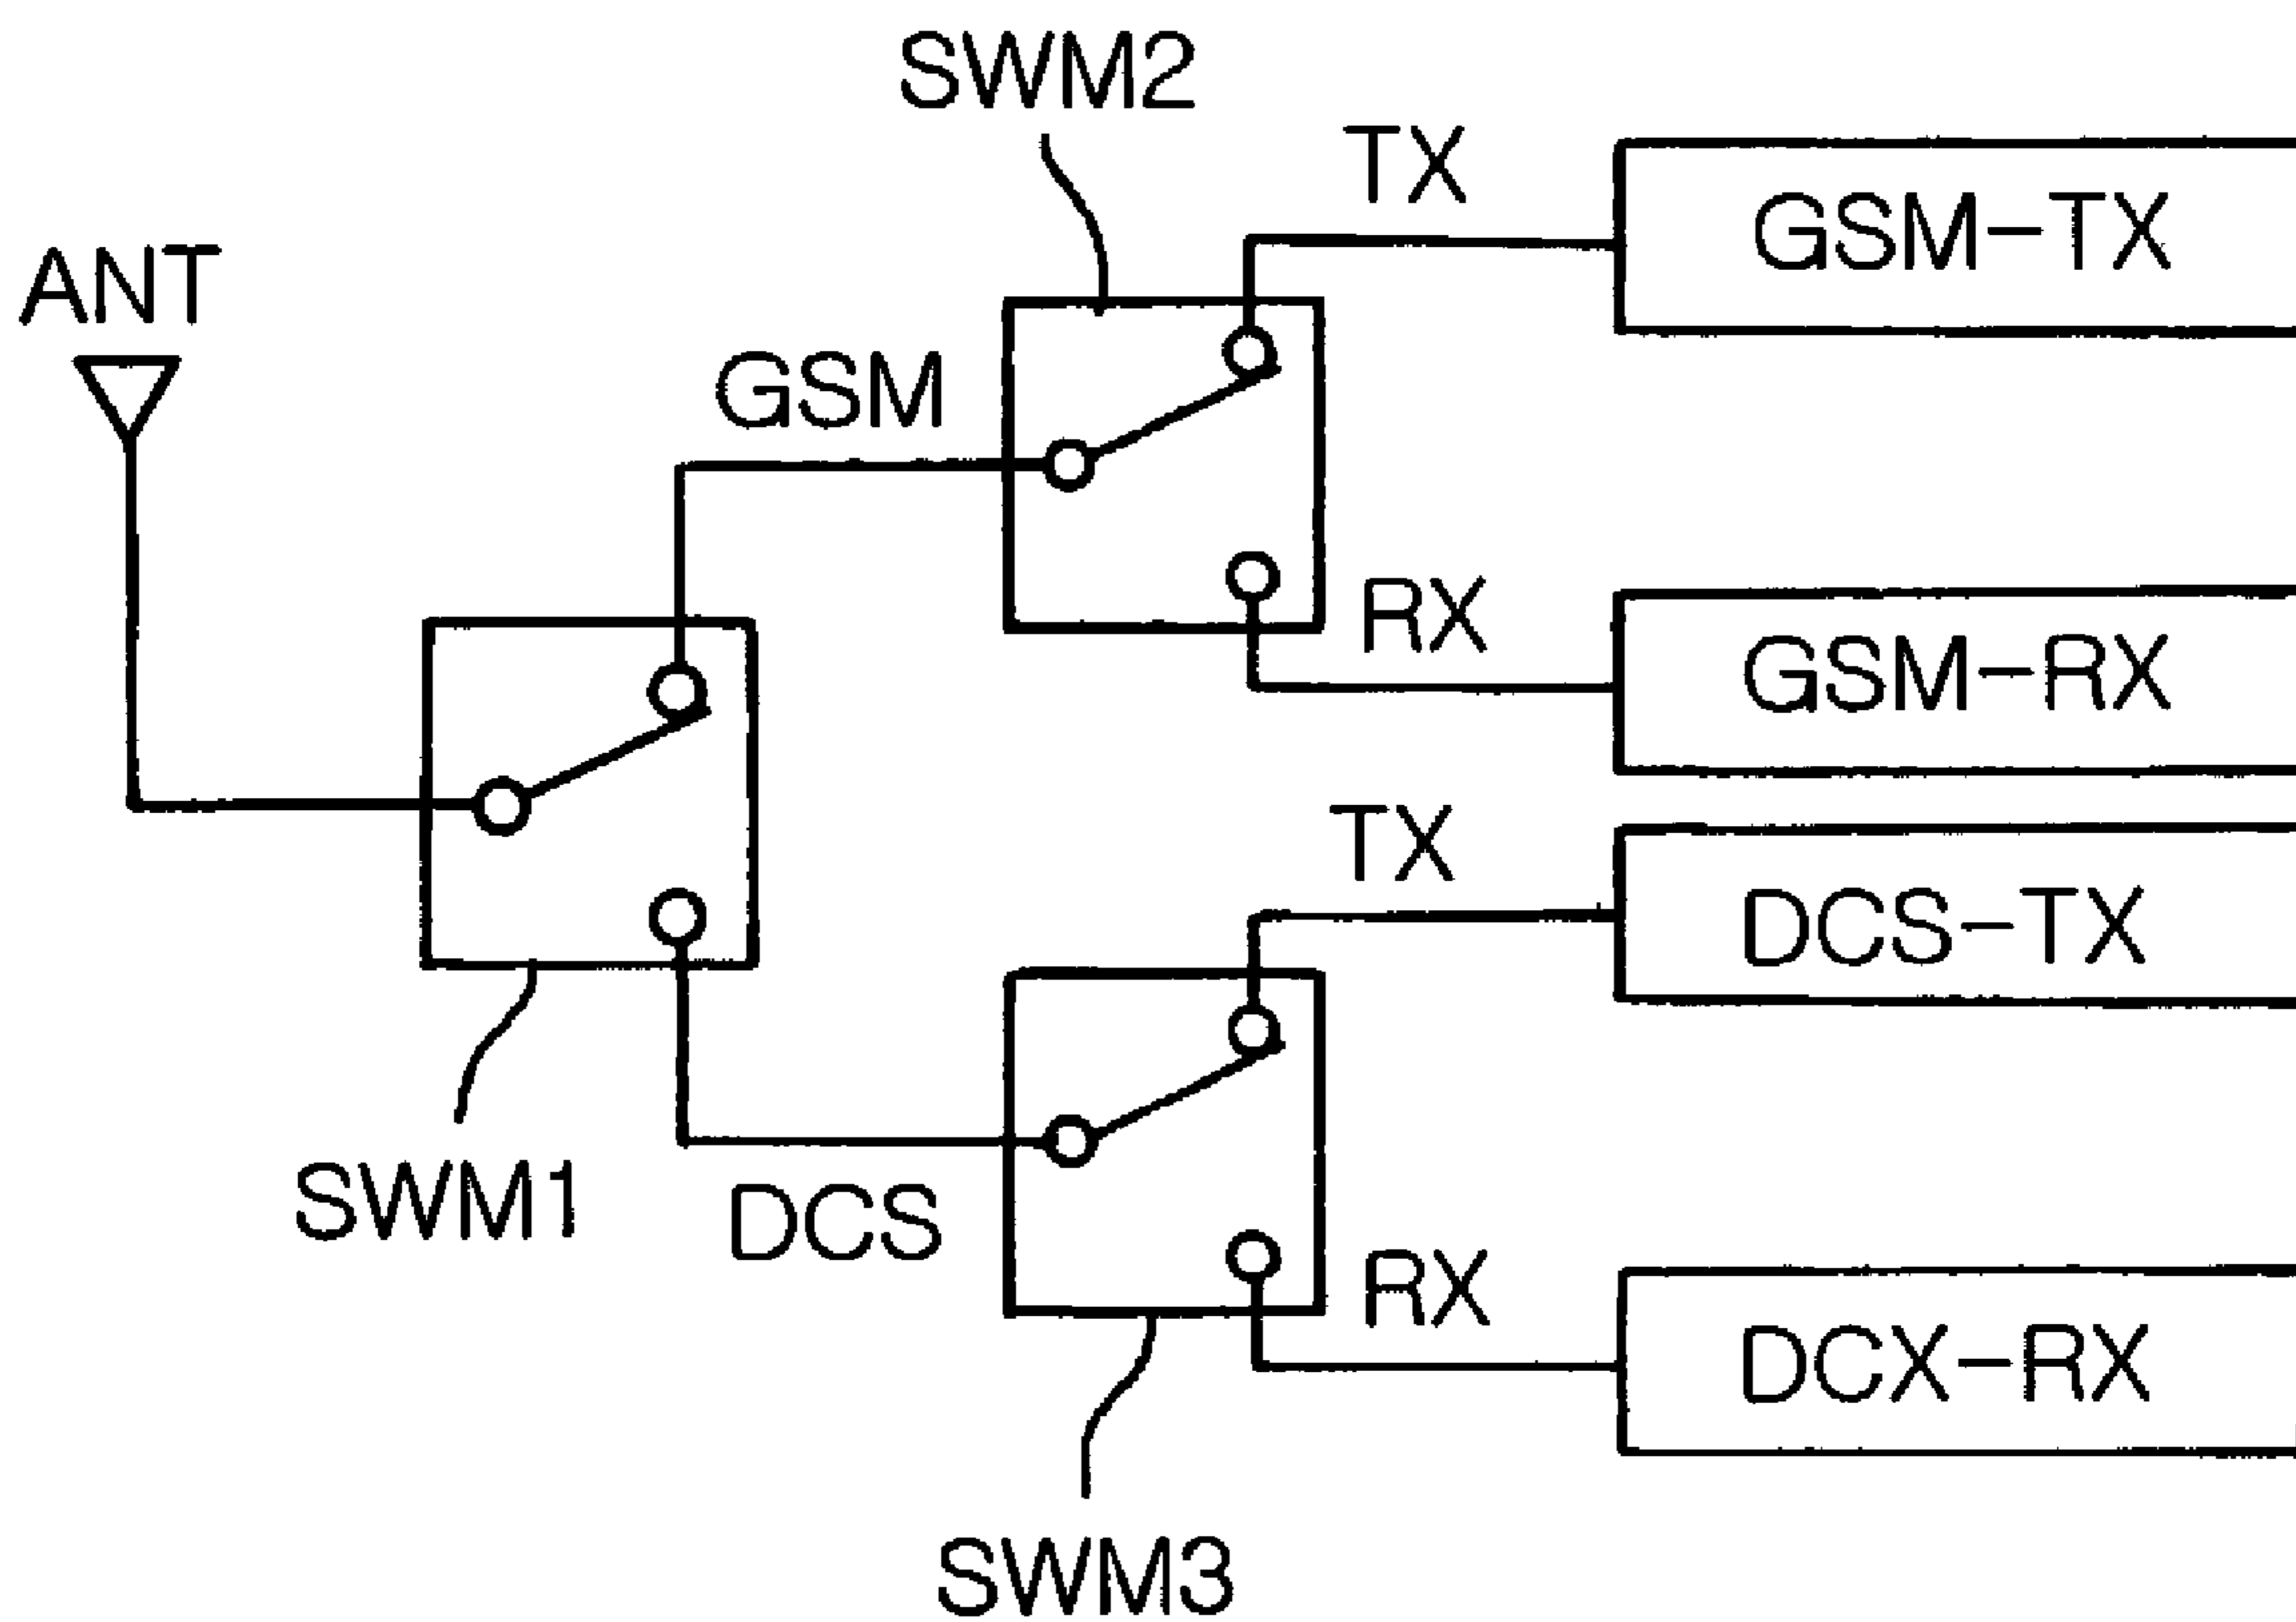 SWM2
TX
GSM-TX
ANT
GSM
RX
GSM-RX
TX
DCS-TX
SWM1
DCS
RX
DCX-RX
SWM3